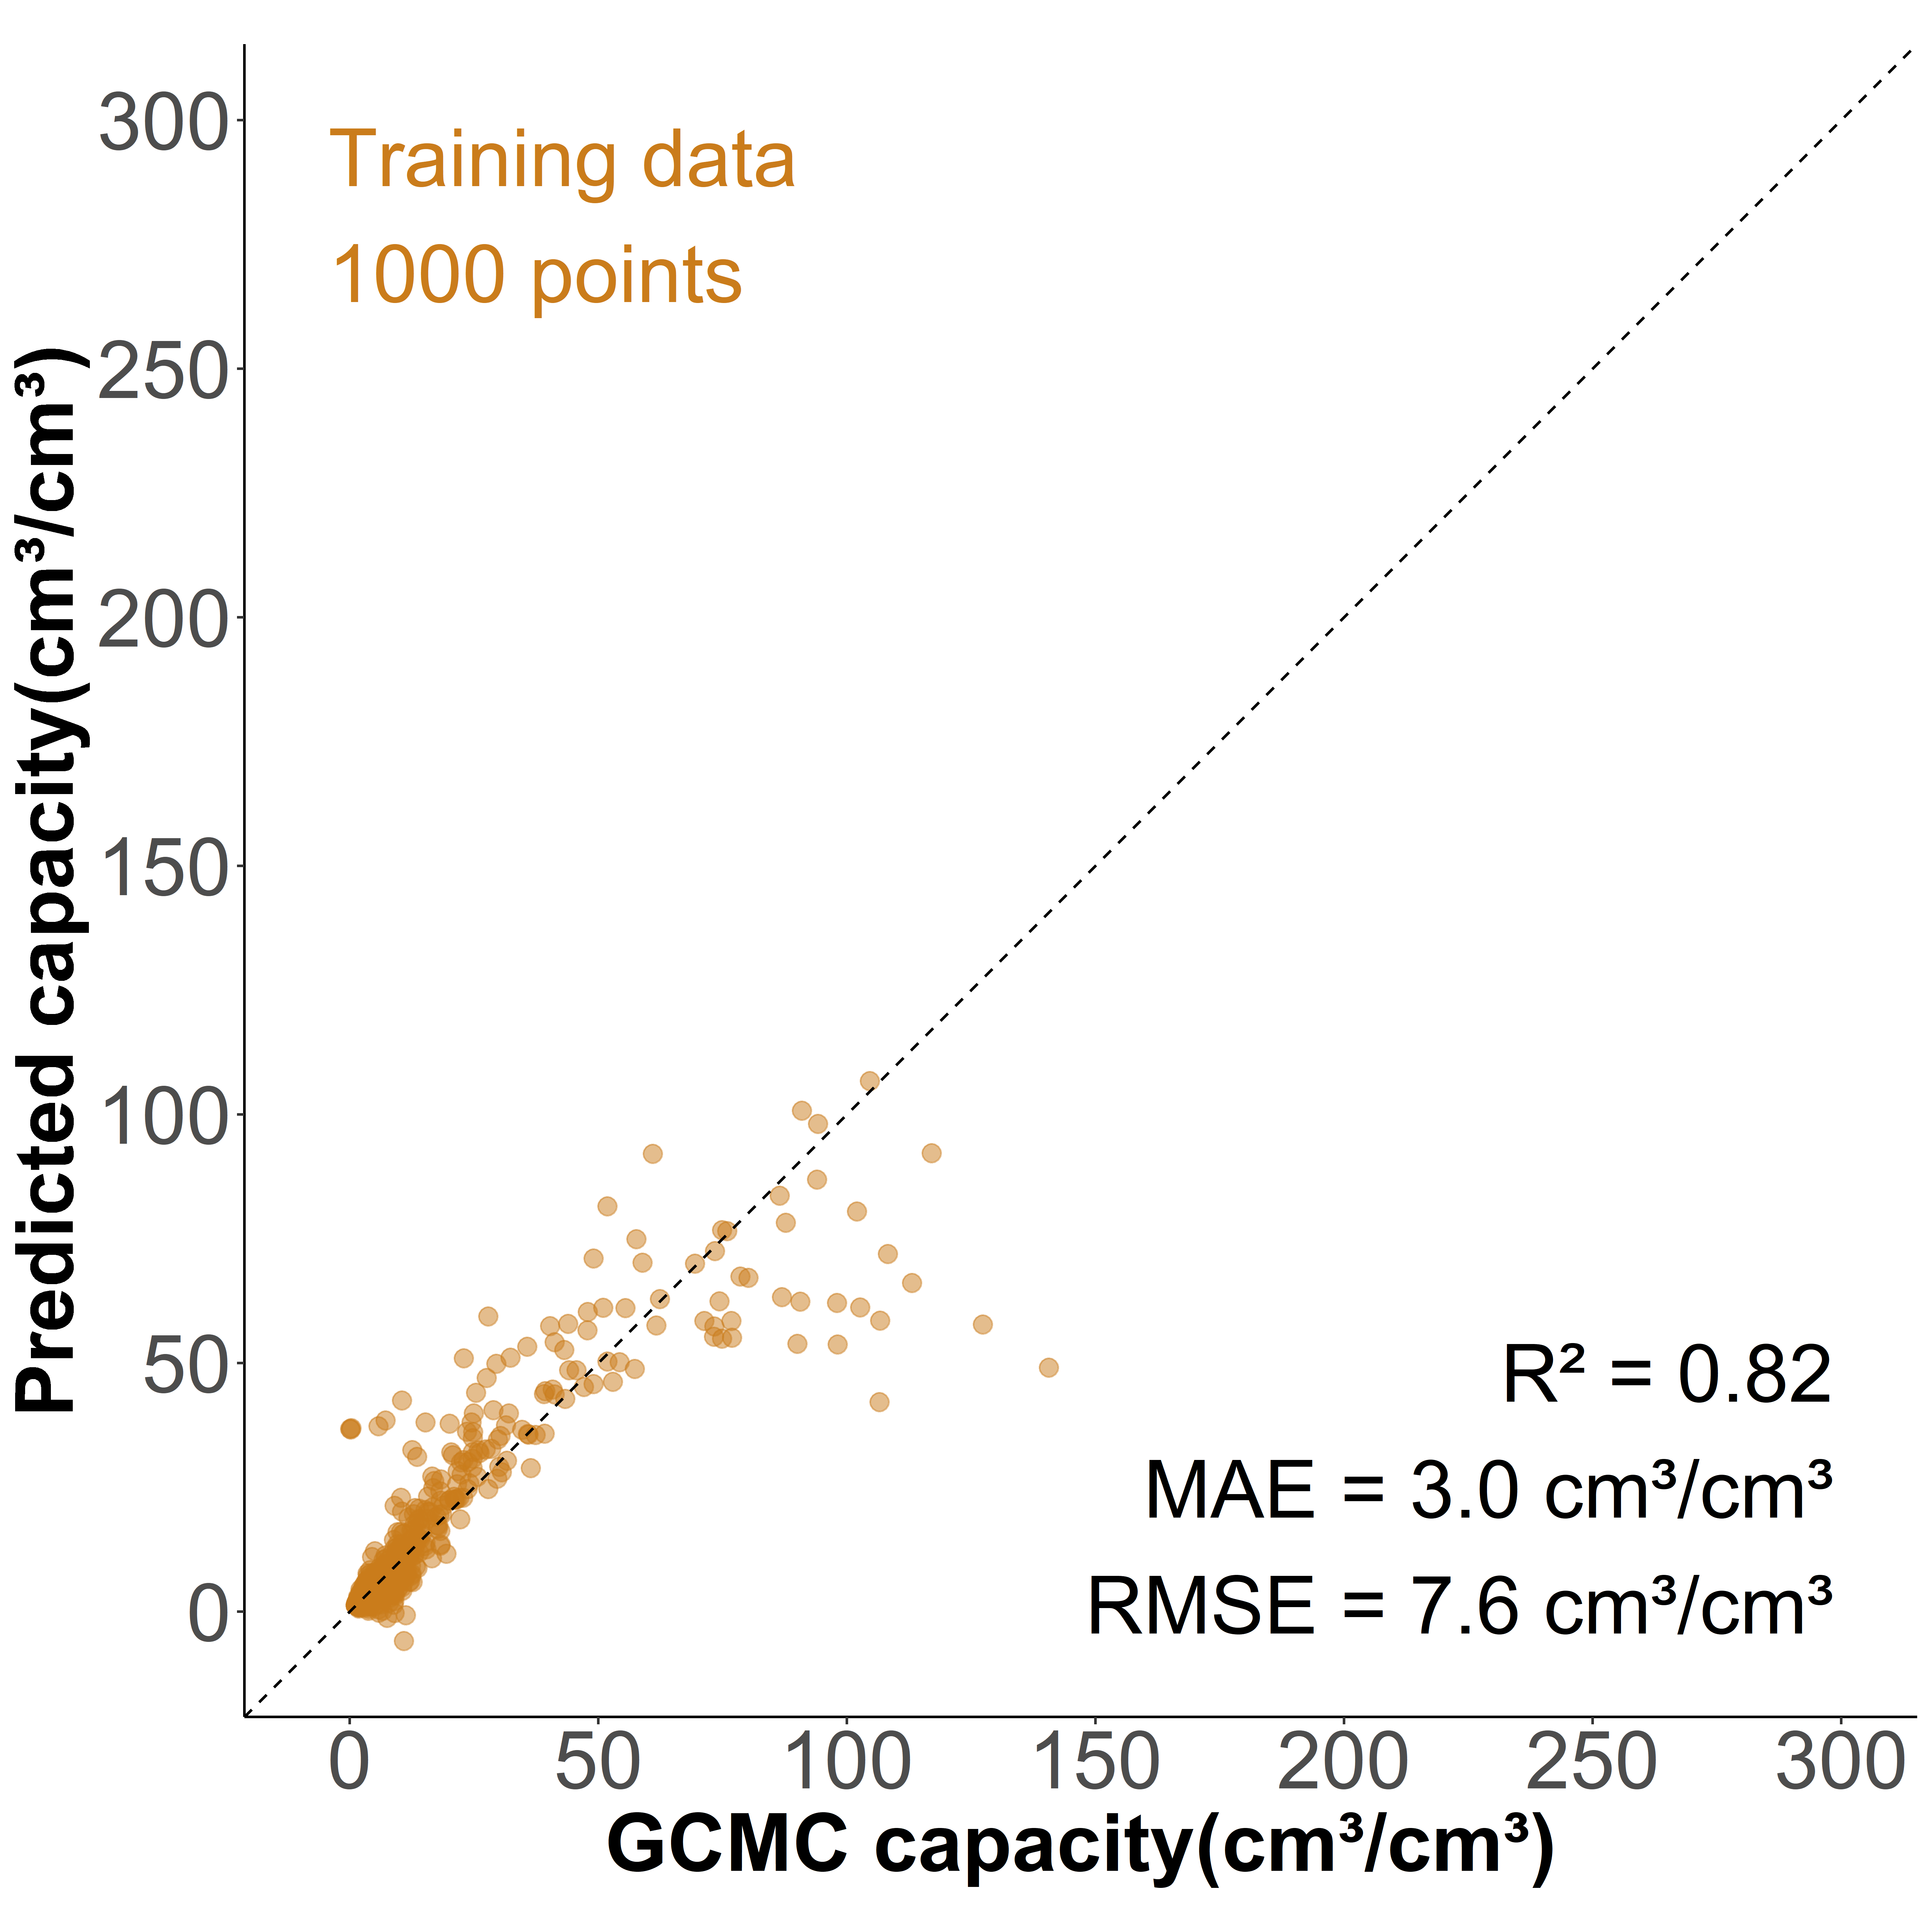 Training data
1000 points
300
250
200
150
100
50
0
Predicted capacity(cm³/cm³)
R² = 0.82
MAE = 3.0 cm³/cm³
RMSE = 7.6 cm³/cm³
0 50 100 150 200 250 300
GCMC capacity(cm³/cm³)